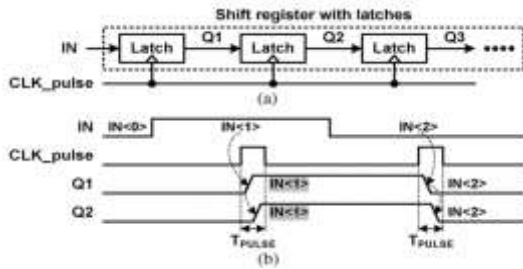 Shift register with latches
IN Latch Q1 Latch Q2 Latch Q3
CLK_pulse
(a)
IN IN<0> IN<1> IN<2>
CLK_pulse
Q1 IN<1> IN<2>
Q2 IN<1> IN<2>
TPULSE TPULSE
(b)